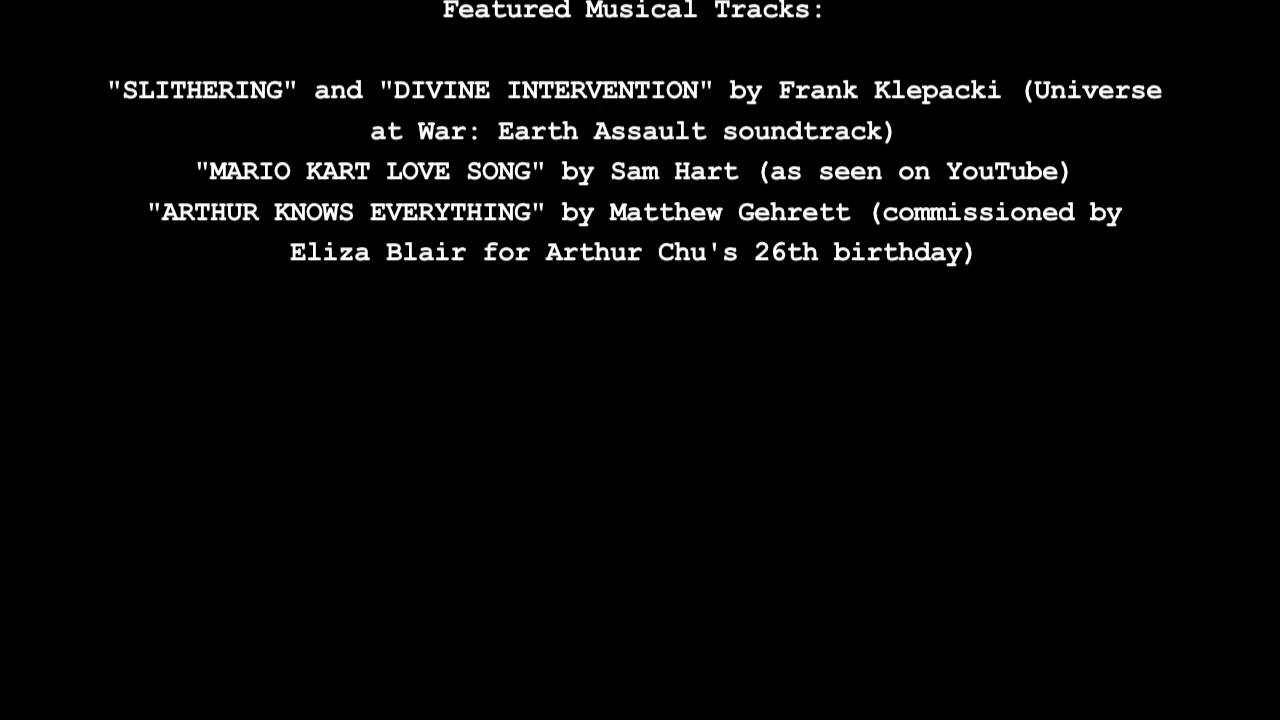 Featured Musical Tracks:
"SLITHERING" and "DIVINE INTERVENTION" by Frank Klepacki (Universe
at War: Earth Assault soundtrack)
"MARIO KART LOVE SONG" by Sam Hart (as seen on YouTube)
"ARTHUR KNOWS EVERYTHING" by Matthew Gehrett (commissioned by
Eliza Blair for Arthur Chu's 26th birthday)